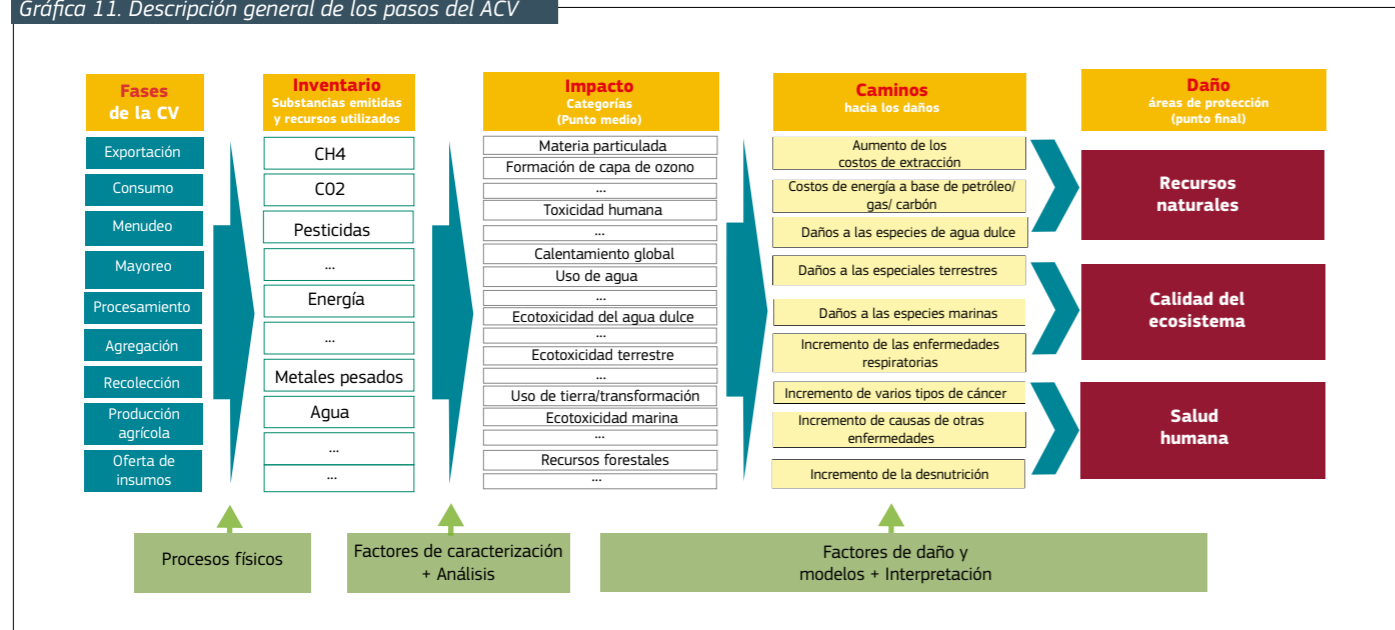 Gráfica 11. Descripción general de los pasos del ACV
Fases
de la CV
Exportación
Consumo
Menudeo
Mayoreo
Procesamiento
Agregación
Recolección
Producción
agrícola
Oferta de
insumos
Inventario
Substancias emitidas
y recursos utilizados
CH4
CO2
Pesticidas
...
Energía
...
Metales pesados
Agua
...
...
Impacto
Categorías
(Punto medio)
Materia particulada
Formación de capa de ozono
...
Toxicidad humana
...
Calentamiento global
Uso de agua
...
Ecotoxicidad del agua dulce
...
Ecotoxicidad terrestre
...
Uso de tierra/transformación
Ecotoxicidad marina
...
Recursos forestales
...
Caminos
hacia los daños
Aumento de los
costos de extracción
Costos de energía a base de petróleo/
gas/ carbón
Daños a las especies de agua dulce
Daños a las especiales terrestres
Daños a las especies marinas
Incremento de las enfermedades
respiratorias
Incremento de varios tipos de cáncer
Incremento de causas de otras
enfermedades
Incremento de la desnutrición
Daño
áreas de protección
(punto final)
Recursos
naturales
Calidad del
ecosistema
Salud
humana
Procesos físicos
Factores de caracterización
+ Análisis
Factores de daño y
modelos + Interpretación